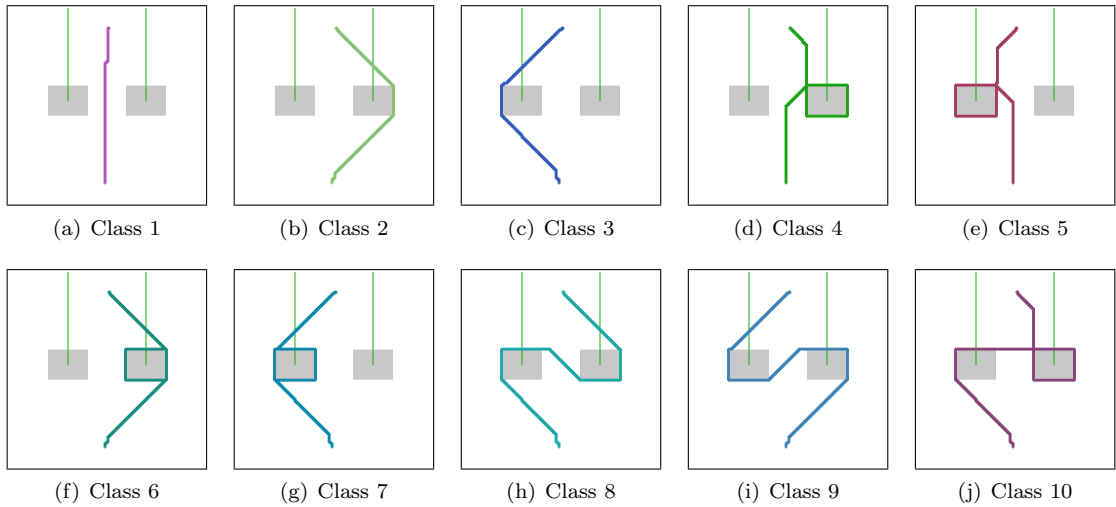 (a) Class 1
(b) Class 2
(c) Class 3
(d) Class 4
(e) Class 5
(f) Class 6
(g) Class 7
(h) Class 8
(i) Class 9
(j) Class 10